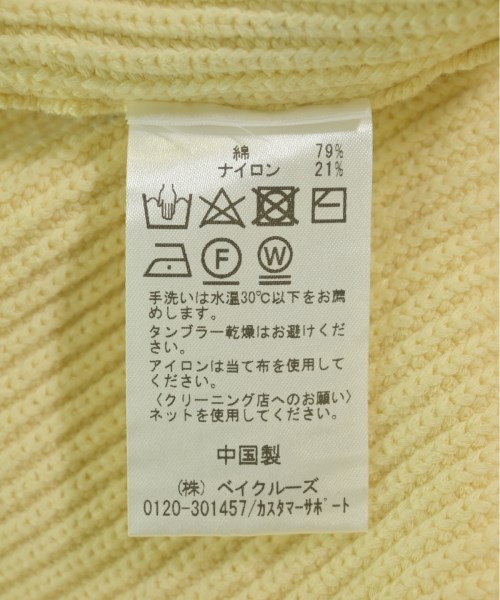 綿 79%
ナイロン 21%
F W
手洗いは水温30℃以下をお薦
めします。
タンブラー乾燥はお避けくだ
さい。
アイロンは当て布を使用して
ください。
〈クリーニング店へのお願い〉
ネットを使用してください。
中国製
（株）ベイクルーズ
0120-301457/ｶｽﾀﾏｰｻﾎﾟｰﾄ